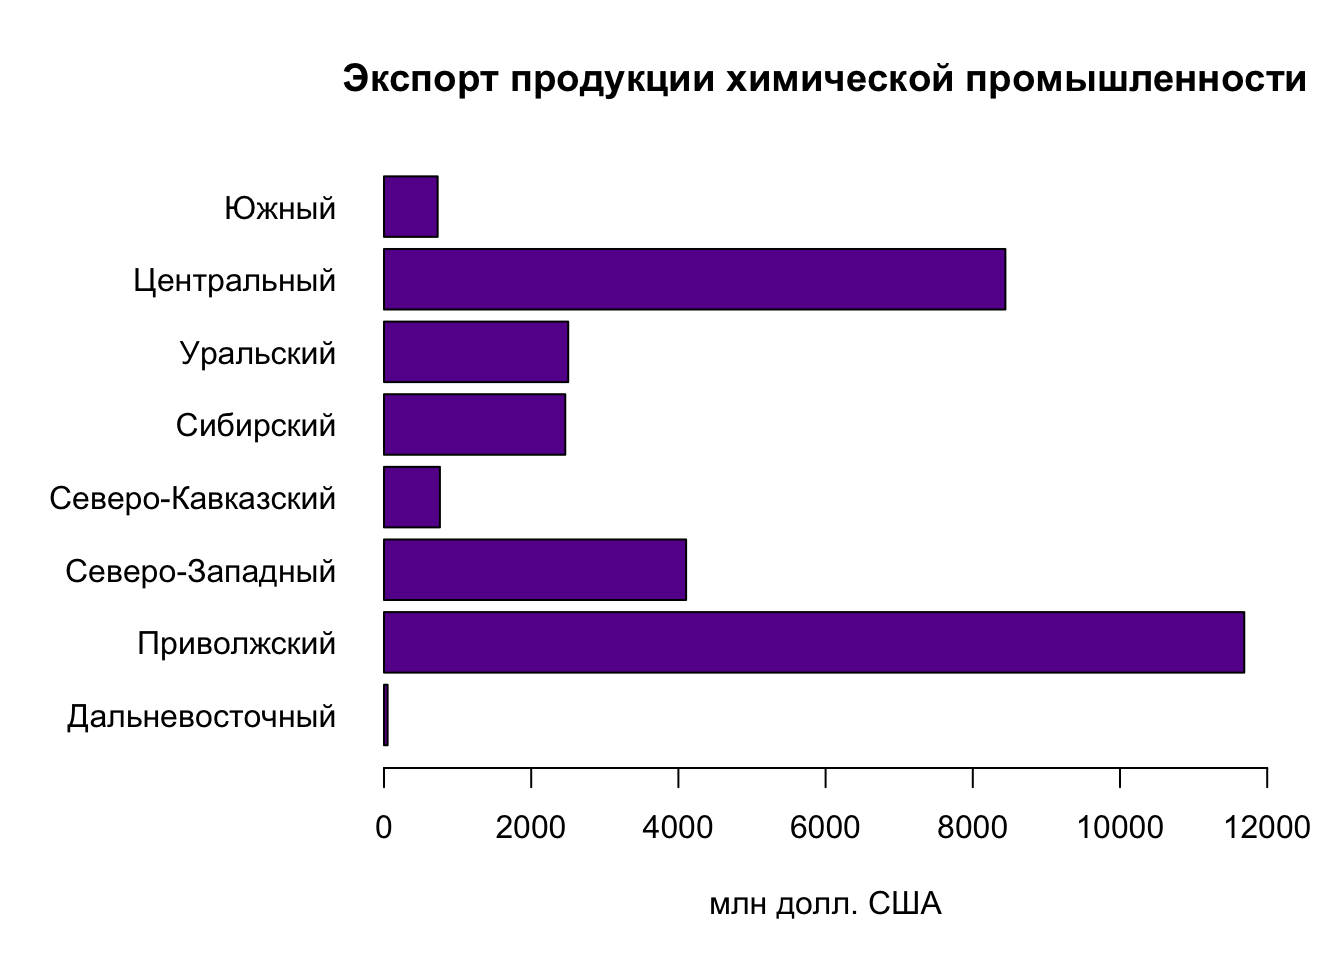 Экспорт продукции химической промышленности
Южный
Центральный
Уральский
Сибирский
Северо-Кавказский
Северо-Западный
Приволжский
Дальневосточный
0 2000 4000 6000 8000 10000 12000
млн долл. США